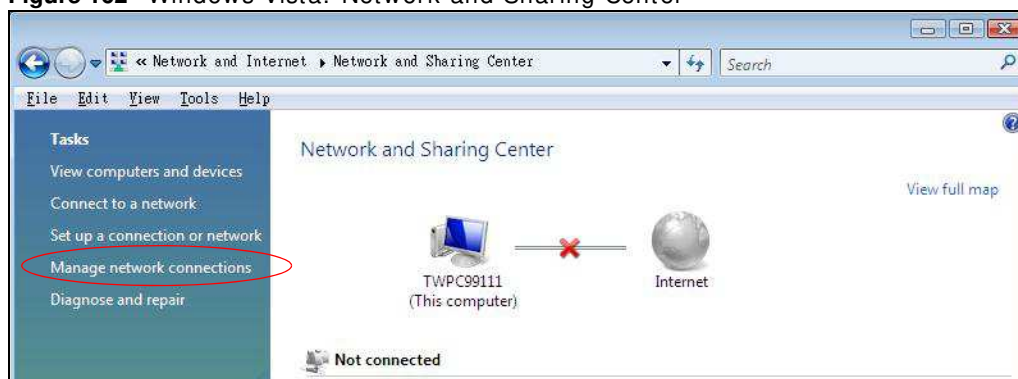 Figure 162 Windows Vista: Network and Sharing Center
« Network and Internet ▸ Network and Sharing Center
Search
File Edit View Tools Help
Tasks
View computers and devices
Connect to a network
Set up a connection or network
Manage network connections
Diagnose and repair
Network and Sharing Center
View full map
TWPC99111
(This computer)
Internet
Not connected